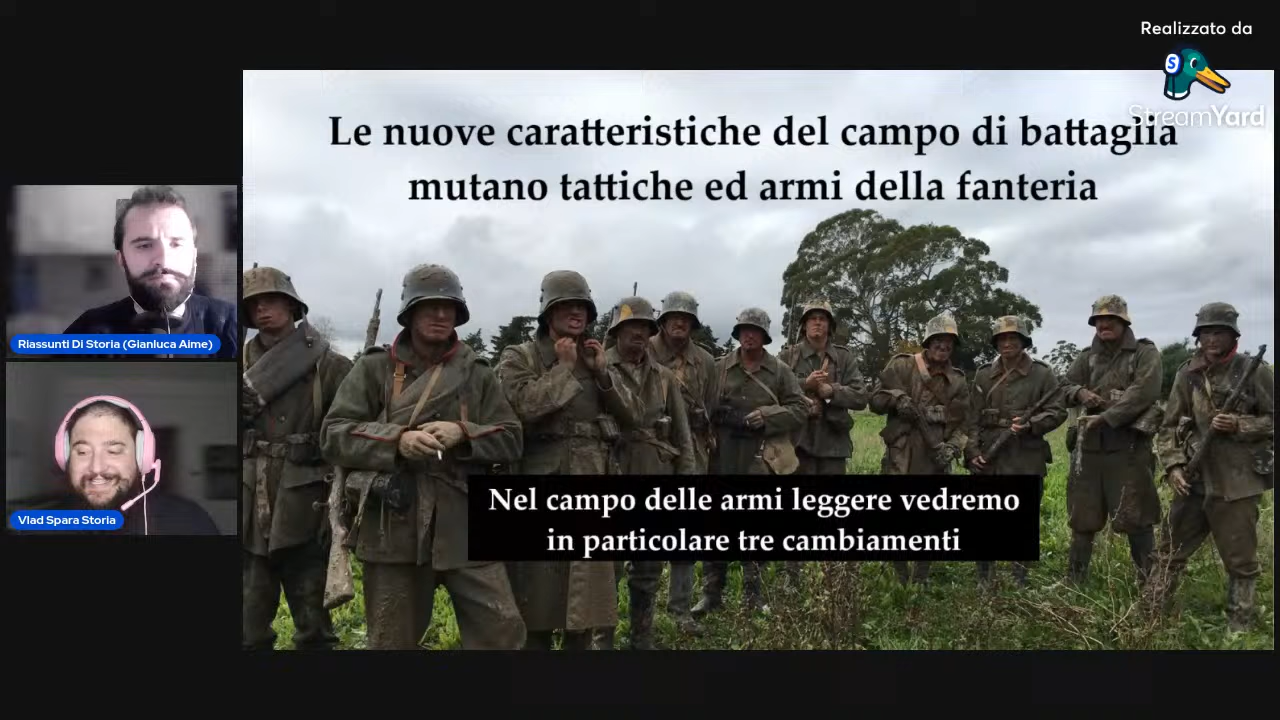 Realizzato da
StreamYard
Le nuove caratteristiche del campo di battaglia
mutano tattiche ed armi della fanteria
Riassunti Di Storia (Gianluca Aime)
Vlad Spara Storia
Nel campo delle armi leggere vedremo
in particolare tre cambiamenti